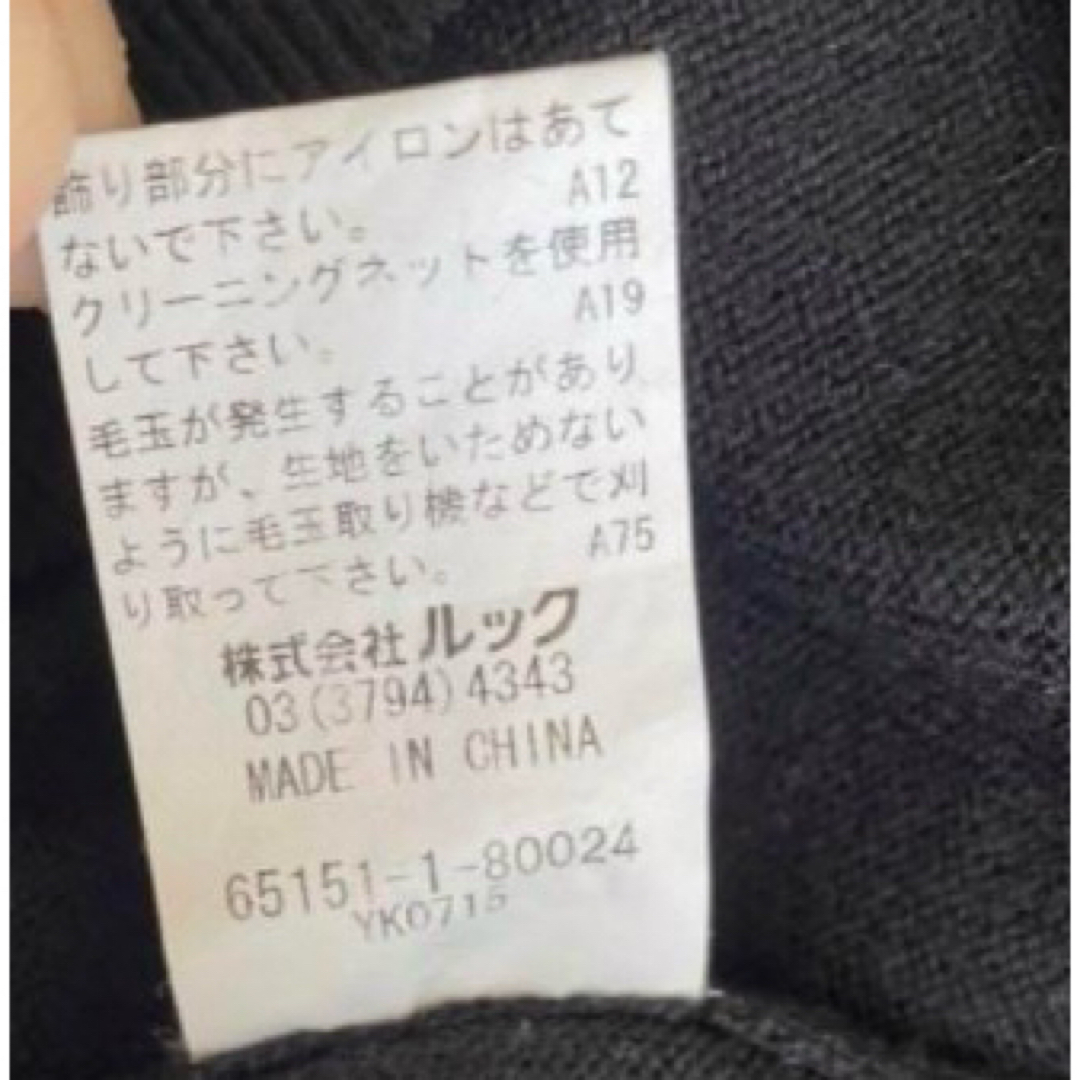 飾り部分にアイロンはあて
ないで下さい。 A12
クリーニングネットを使用
して下さい。 A19
毛玉が発生することがあり
ますが、生地をいためない
ように毛玉取り機などで刈
り取って下さい。 A75
株式会社ルック
03(3794)4343
MADE IN CHINA
65151-1-80024
YK0715